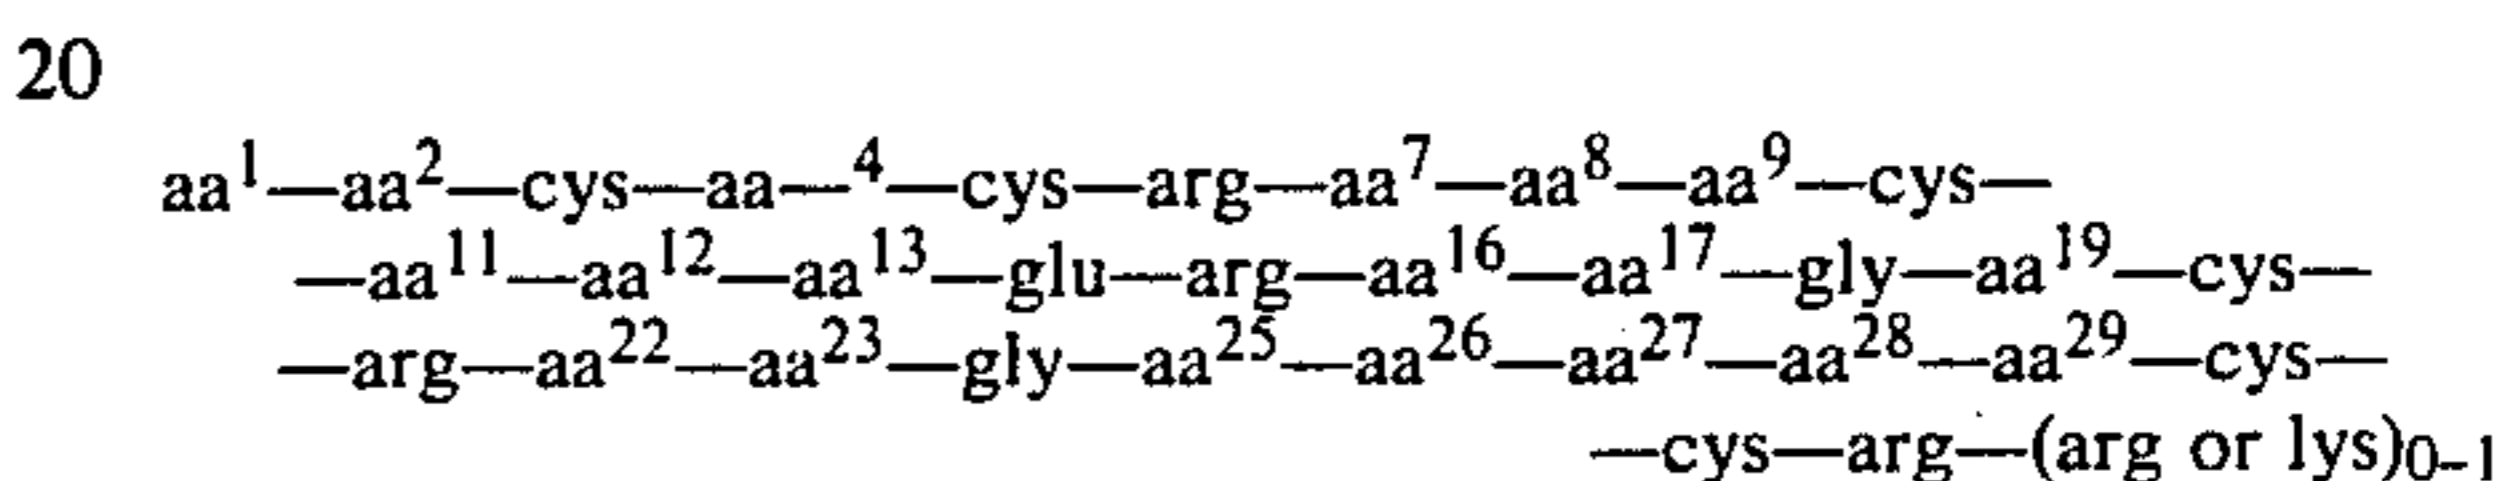 20
aa¹—aa²—cys—aa—⁴—cys—arg—aa⁷—aa⁸—aa⁹—cys—
—aa¹¹—aa¹²—aa¹³—glu—arg—aa¹⁶—aa¹⁷—gly—aa¹⁹—cys—
—arg—aa²²—aa²³—gly—aa²⁵—aa²⁶—aa²⁷—aa²⁸—aa²⁹—cys—
—cys—arg—(arg or lys)₀₋₁